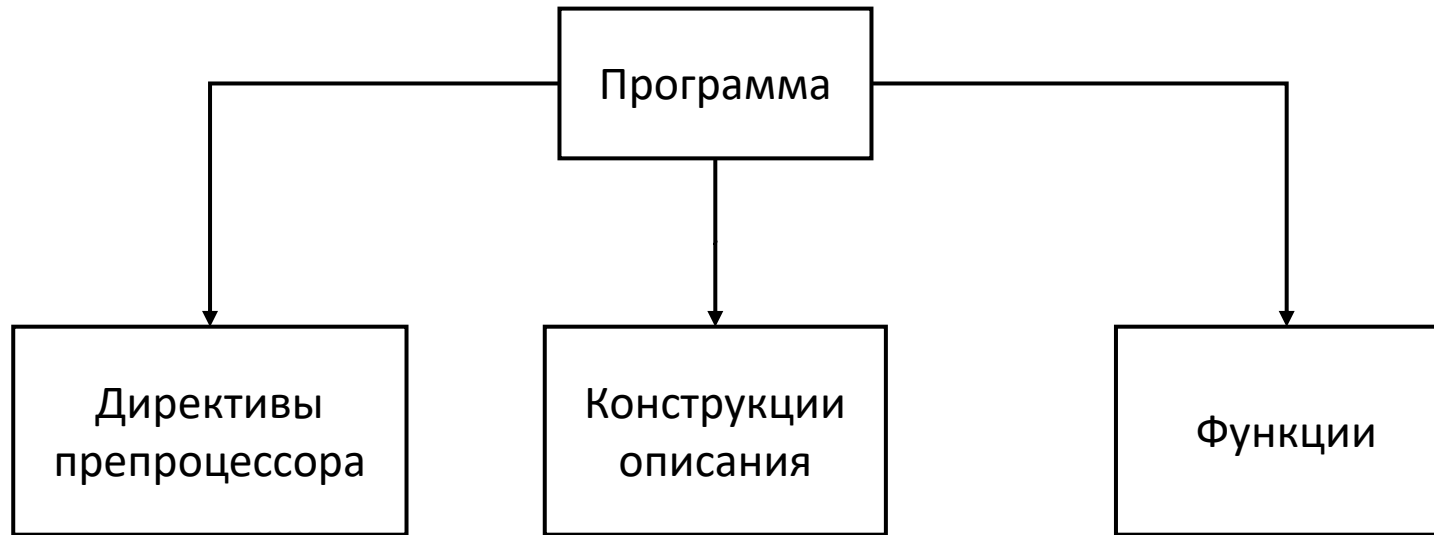 Программа
Директивы
препроцессора
Конструкции
описания
Функции